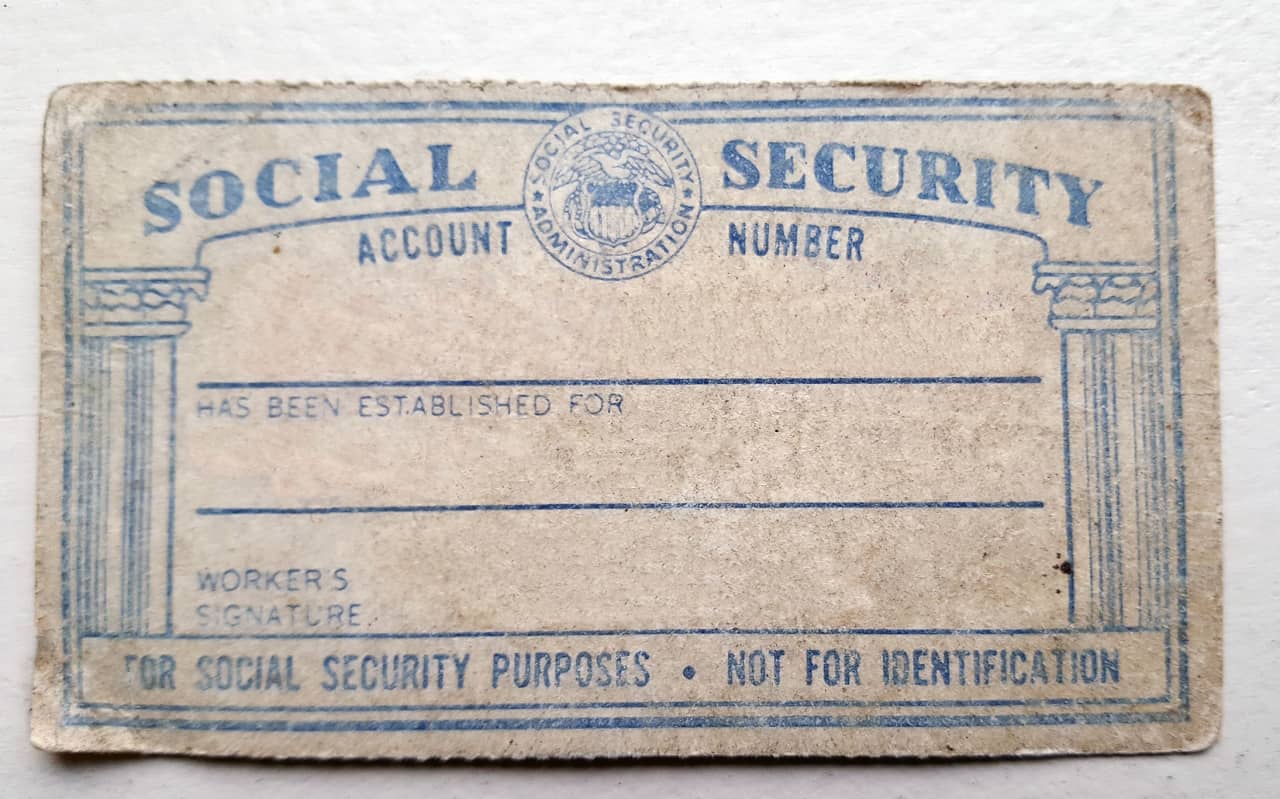 SOCIAL SECURITY
SOCIAL SECURITY ADMINISTRATION
ACCOUNT NUMBER
HAS BEEN ESTABLISHED FOR
WORKER'S
SIGNATURE
FOR SOCIAL SECURITY PURPOSES • NOT FOR IDENTIFICATION